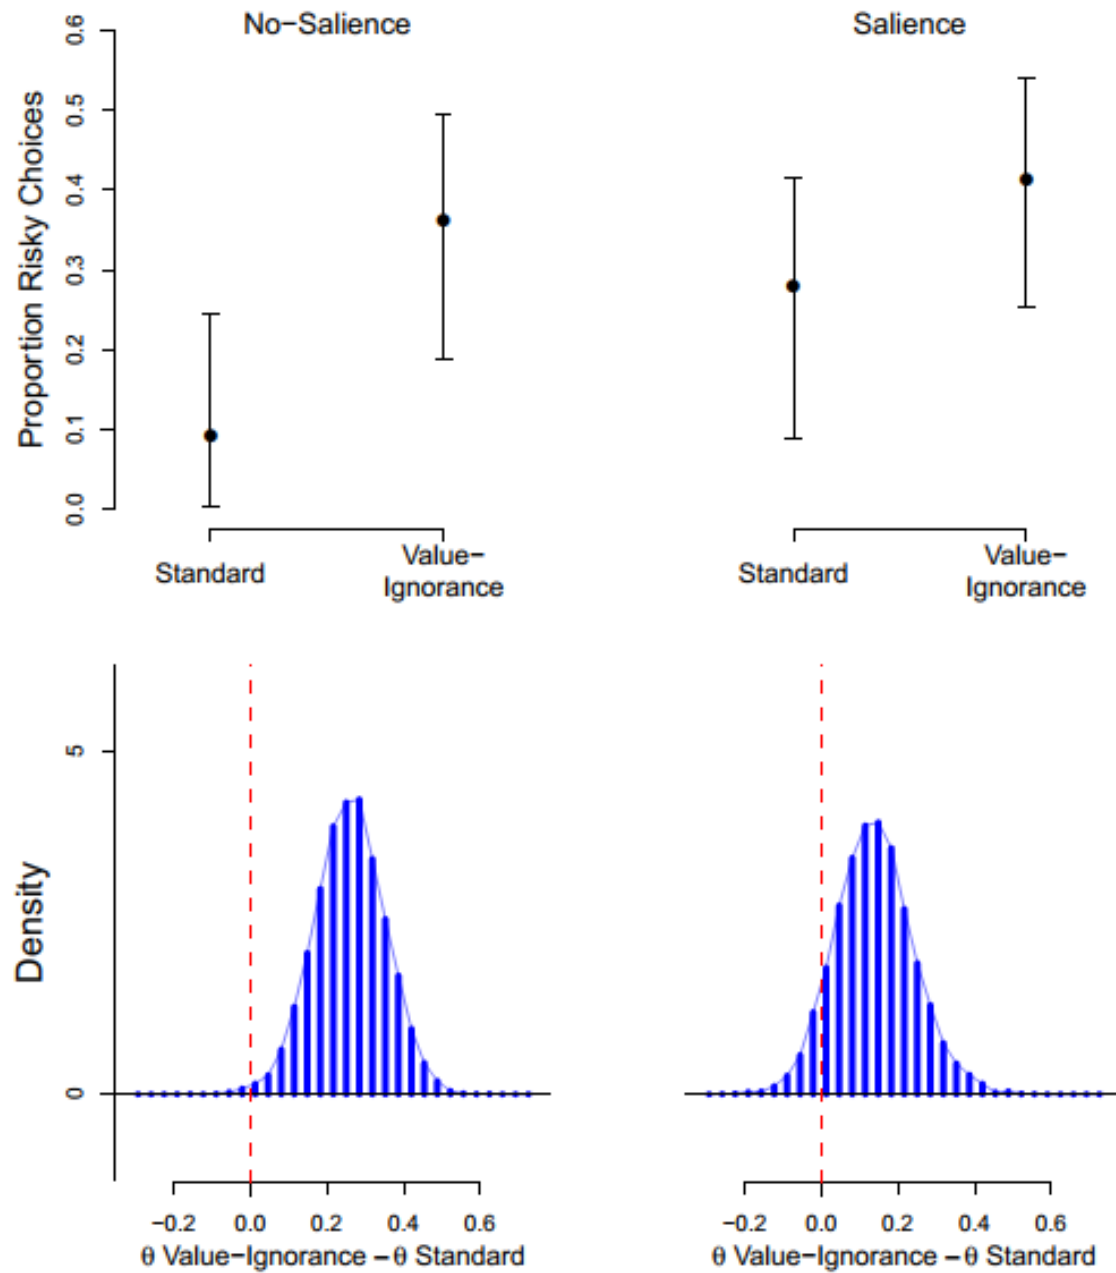 No−Salience
Salience
Proportion Risky Choices
0.6
0.5
0.4
0.3
0.2
0.1
0.0
Standard
Value−
Ignorance
Standard
Value−
Ignorance
Density
5
0
−0.2 0.0 0.2 0.4 0.6
θ Value−Ignorance − θ Standard
−0.2 0.0 0.2 0.4 0.6
θ Value−Ignorance − θ Standard